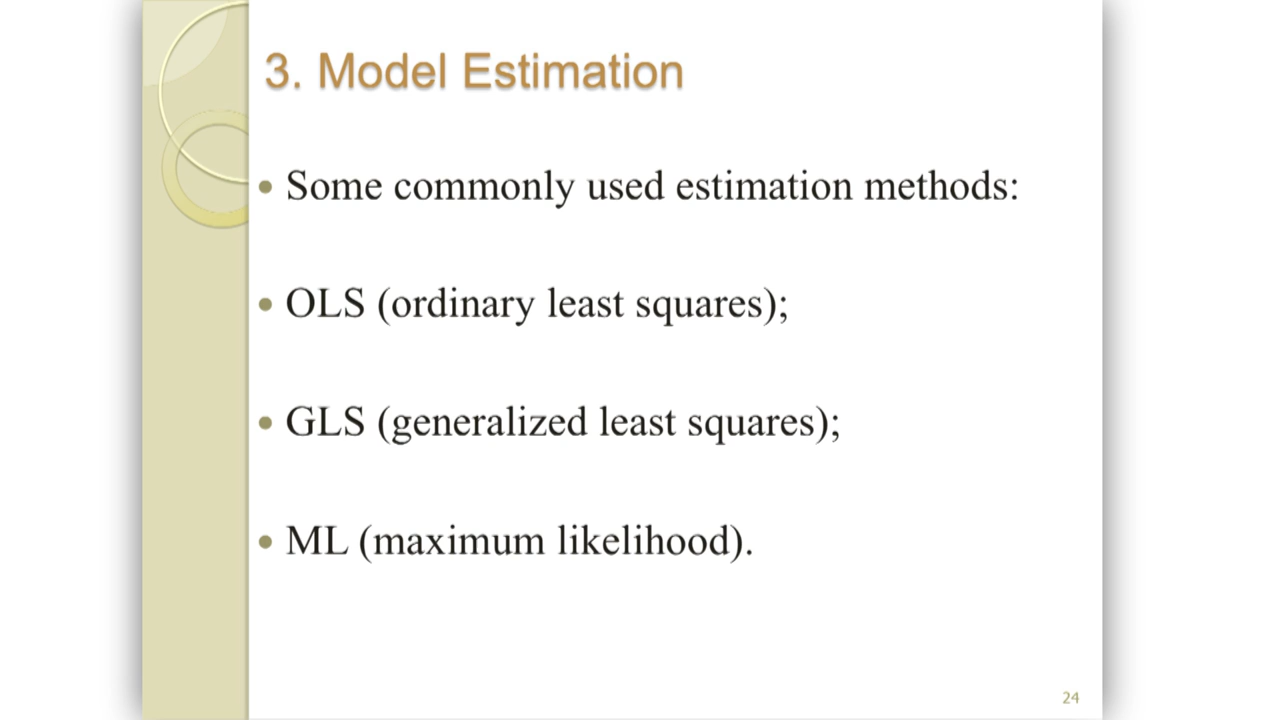 3. Model Estimation
• Some commonly used estimation methods:
• OLS (ordinary least squares);
• GLS (generalized least squares);
• ML (maximum likelihood).
24